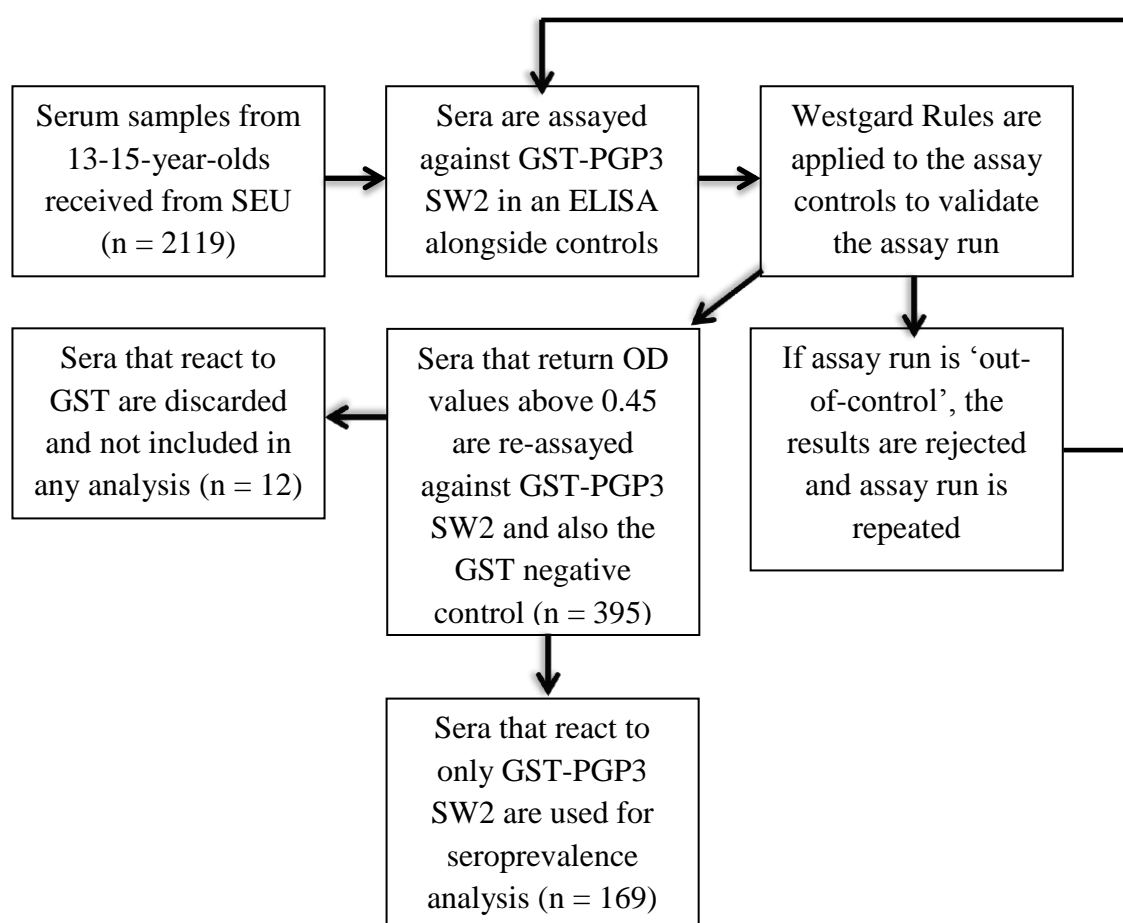 Serum samples from
13-15-year-olds
received from SEU
(n = 2119)
Sera are assayed
against GST-PGP3
SW2 in an ELISA
alongside controls
Westgard Rules are
applied to the assay
controls to validate
the assay run
Sera that react to
GST are discarded
and not included in
any analysis (n = 12)
Sera that return OD
values above 0.45
are re-assayed
against GST-PGP3
SW2 and also the
GST negative
control (n = 395)
If assay run is ‘out-
of-control’, the
results are rejected
and assay run is
repeated
Sera that react to
only GST-PGP3
SW2 are used for
seroprevalence
analysis (n = 169)